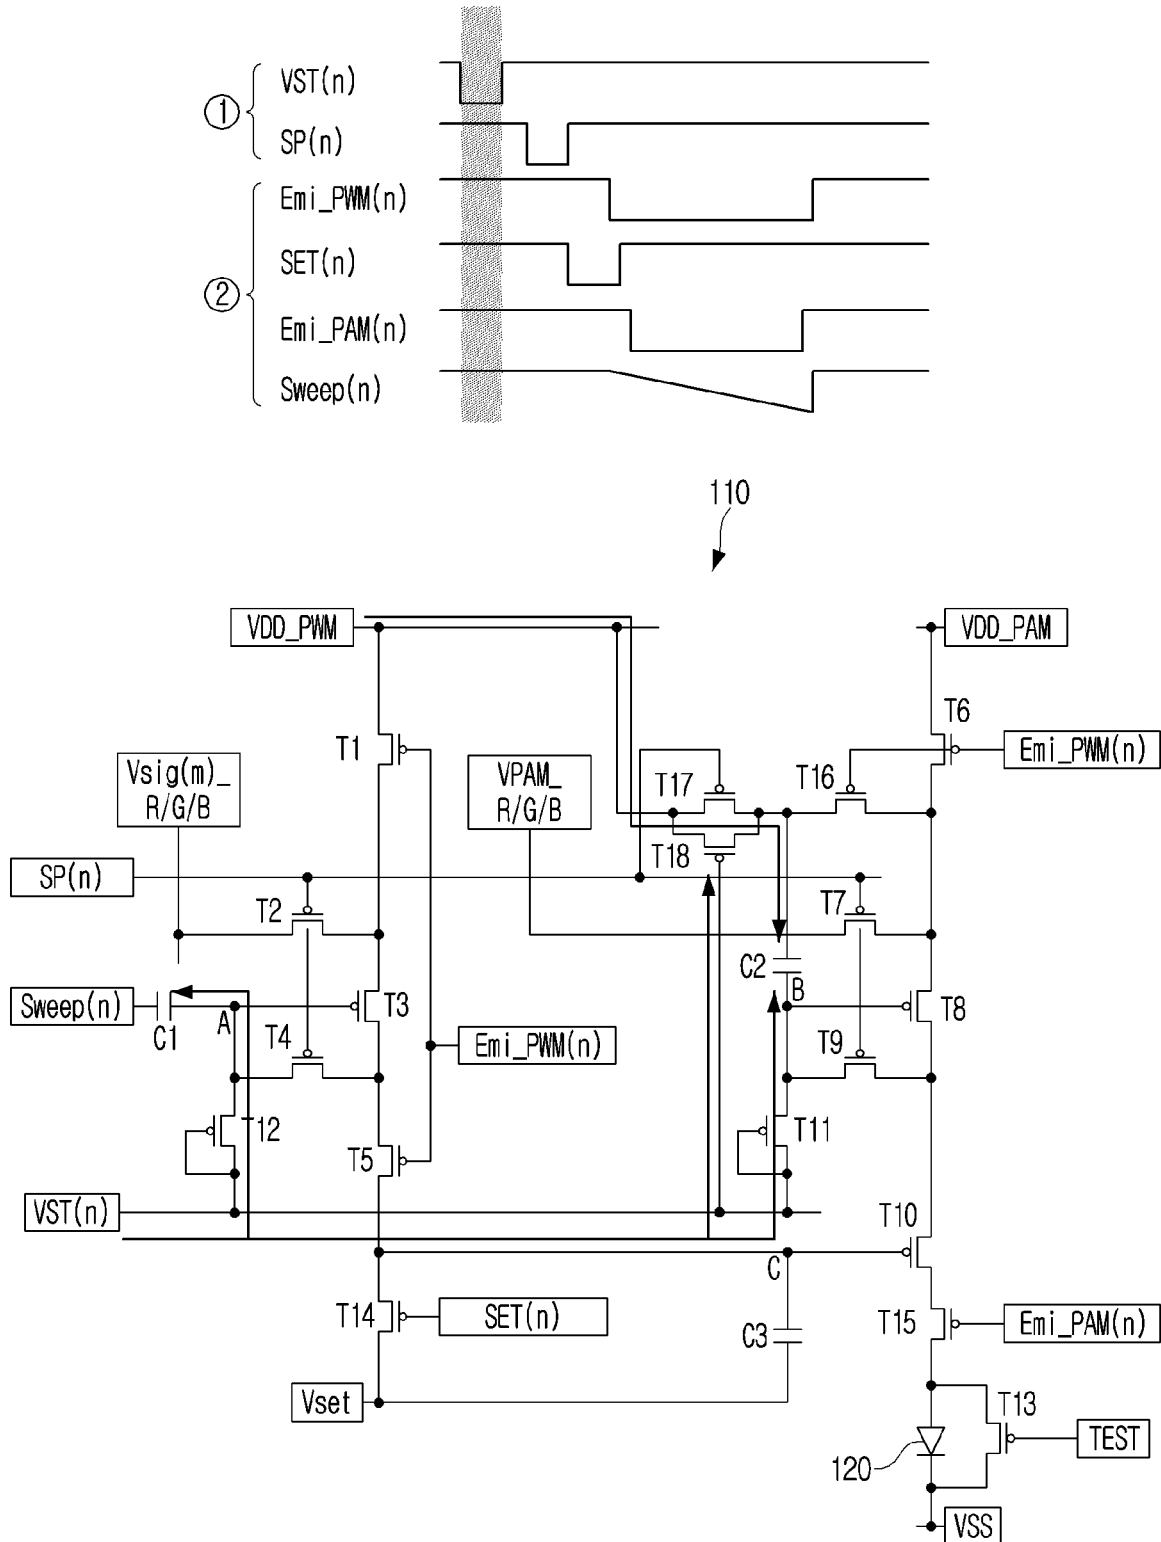 ①
VST(n)
SP(n)
②
Emi_PWM(n)
SET(n)
Emi_PAM(n)
Sweep(n)
110
VDD_PWM
VDD_PAM
T6
T1
Emi_PWM(n)
Vsig(m)_
R/G/B
VPAM_
R/G/B
T17
T16
T18
SP(n)
T2
T7
C2
B
Sweep(n)
C1
A
T3
T8
T4
Emi_PWM(n)
T9
T12
T11
T5
VST(n)
T10
C
T14
SET(n)
C3
T15
Emi_PAM(n)
Vset
T13
TEST
120
VSS